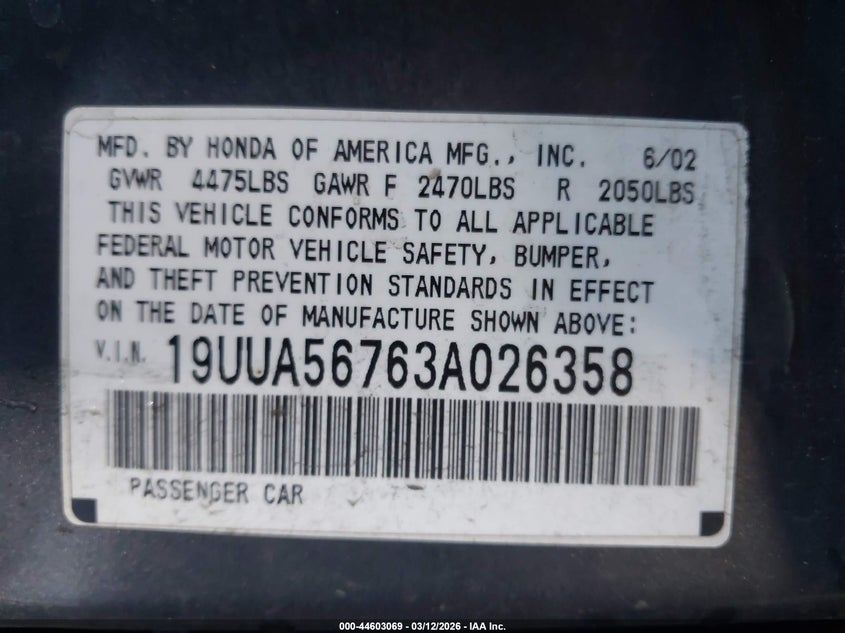 MFD. BY HONDA OF AMERICA MFG., INC. 6/02
GVWR 4475LBS GAWR F 2470LBS R 2050LBS
THIS VEHICLE CONFORMS TO ALL APPLICABLE
FEDERAL MOTOR VEHICLE SAFETY, BUMPER,
AND THEFT PREVENTION STANDARDS IN EFFECT
ON THE DATE OF MANUFACTURE SHOWN ABOVE:
V.I.N. 19UUA56763A026358
PASSENGER CAR
000-44603069 - 03/12/2026 - IAA Inc.